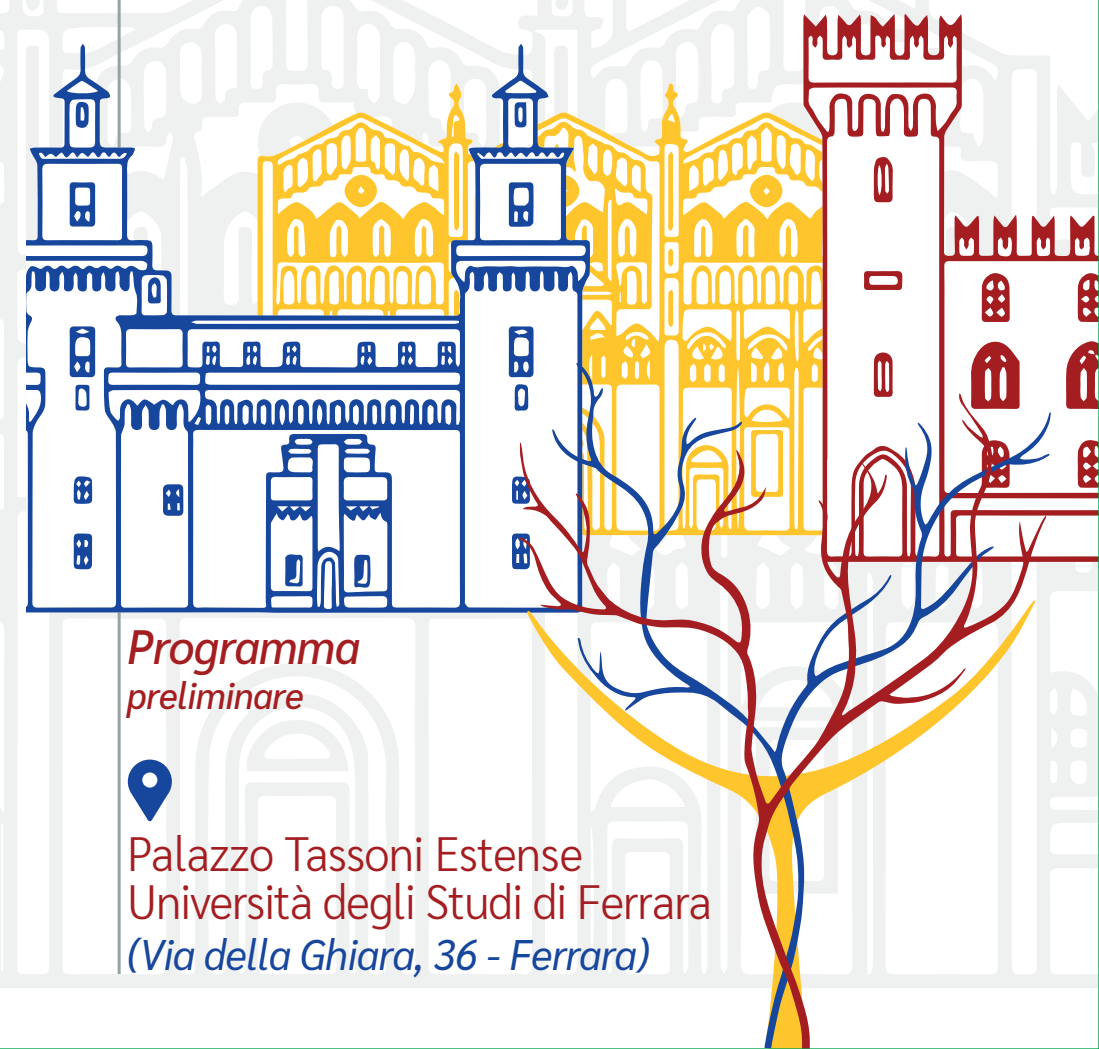 Programma
preliminare
Palazzo Tassoni Estense
Università degli Studi di Ferrara
(Via della Ghiara, 36 - Ferrara)